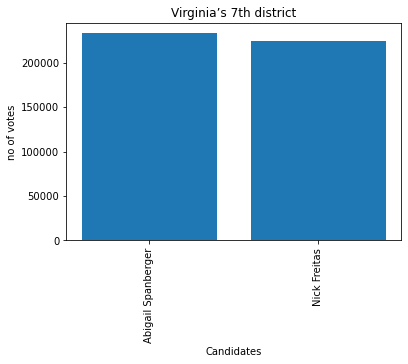 Virginia’s 7th district
no of votes
200000
150000
100000
50000
0
Abigail Spanberger
Nick Freitas
Candidates